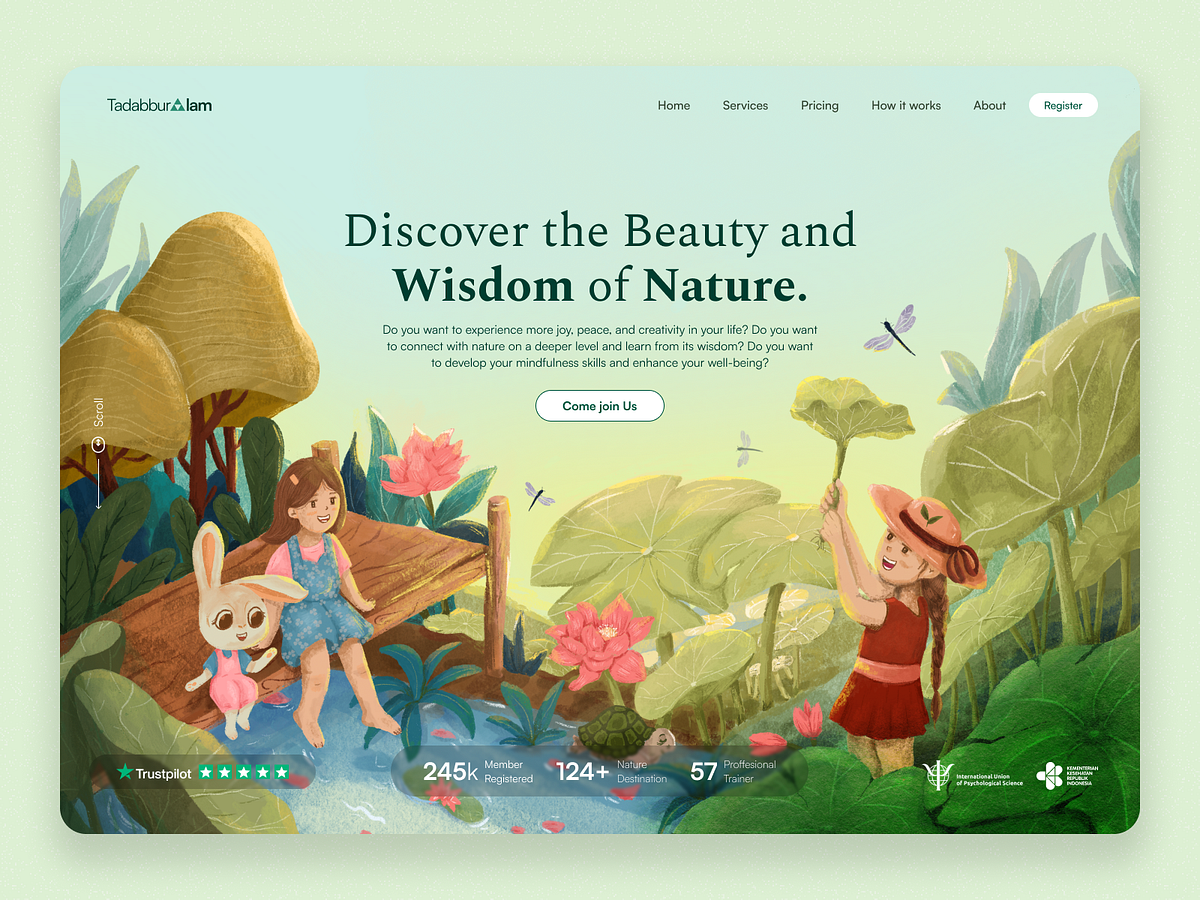 TadabburAlam
Home Services Pricing How it works About Register
Discover the Beauty and
Wisdom of Nature.
Do you want to experience more joy, peace, and creativity in your life? Do you want
to connect with nature on a deeper level and learn from its wisdom? Do you want
to develop your mindfulness skills and enhance your well-being?
Come join Us
Scroll
Trustpilot
245k Member
Registered
124+ Nature
Destination
57 Proffesional
Trainer
International Union
of Psychological Science
KEMENTERIAN
KESEHATAN
REPUBLIK
INDONESIA